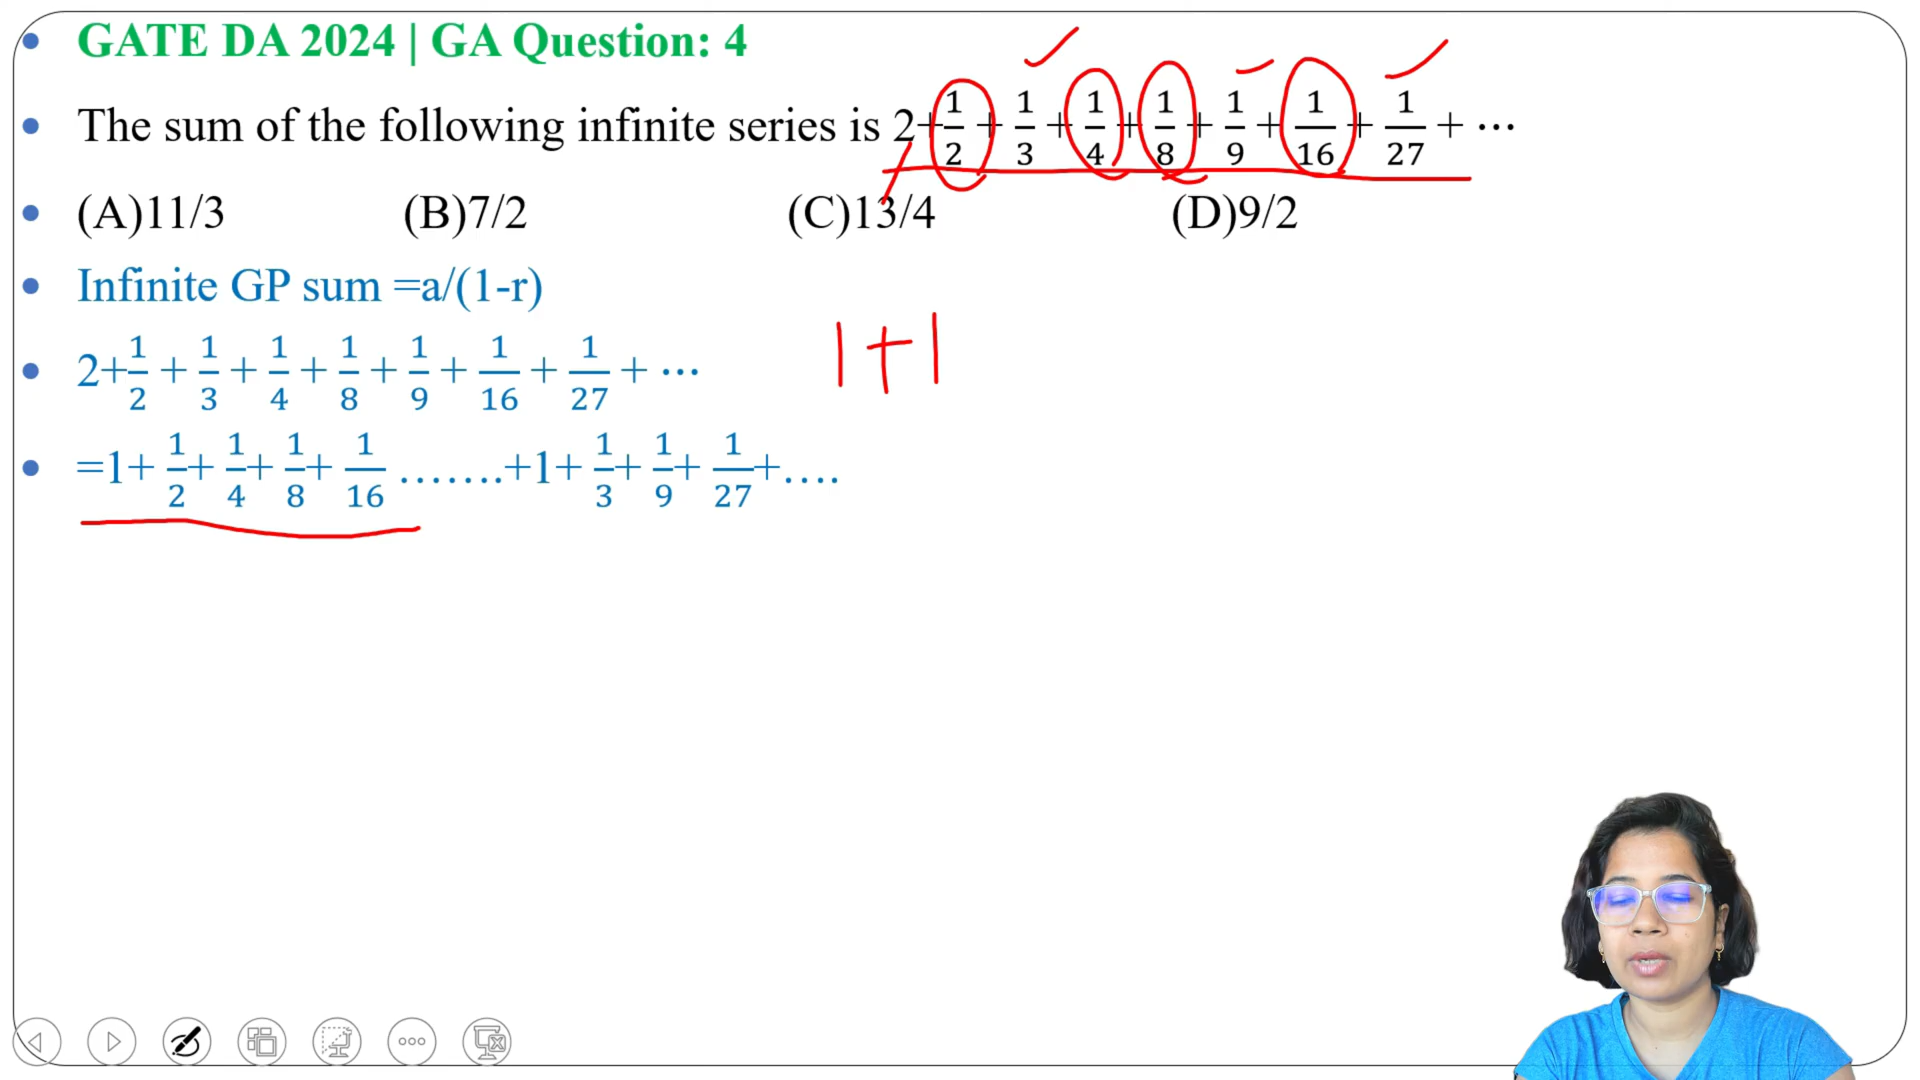 GATE DA 2024 | GA Question: 4
The sum of the following infinite series is 2+1/2 + 1/3 + 1/4 + 1/8 + 1/9 + 1/16 + 1/27 + ⋯
(A)11/3 (B)7/2 (C)13/4 (D)9/2
Infinite GP sum =a/(1-r)
2+1/2 + 1/3 + 1/4 + 1/8 + 1/9 + 1/16 + 1/27 + ⋯ 1+1
=1+ 1/2+ 1/4+ 1/8+ 1/16 .......+1+ 1/3+ 1/9+ 1/27+....